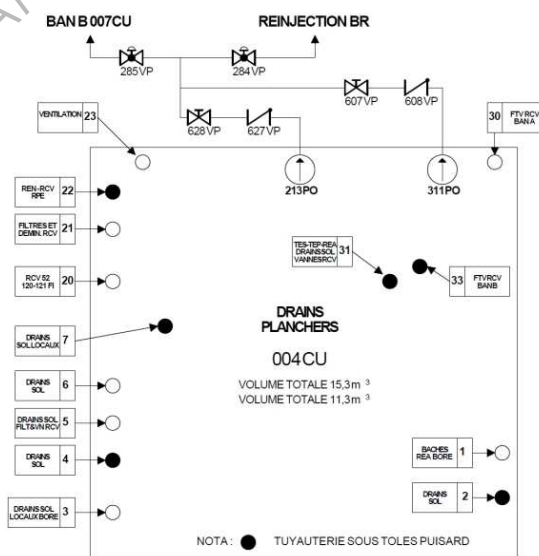 BAN B 007CU
REINJECTION BR
285VP
284VP
607VP
608VP
628VP
627VP
VENTILATION 23
30 FTV RCV
BAN A
213PO
311PO
REN-RCV
RPE
22
FILTRES ET
DEMIN. RCV
21
RCV 52
120-121 FI
20
TES-TEP-REA
DRAINS SOL
VANNES RCV
31
33 FTV RCV
BAN B
DRAINS
PLANCHERS
004CU
VOLUME TOTALE 15,3m 3
VOLUME TOTALE 11,3m 3
DRAINS
SOL LOCAUX
7
DRAINS
SOL
6
DRAINS SOL
FILT&VN RCV
5
DRAINS
SOL
4
DRAINS SOL
LOCAUX BORE
3
BACHES
REA BORE
1
DRAINS
SOL
2
NOTA : TUYAUTERIE SOUS TOLES PUISARD